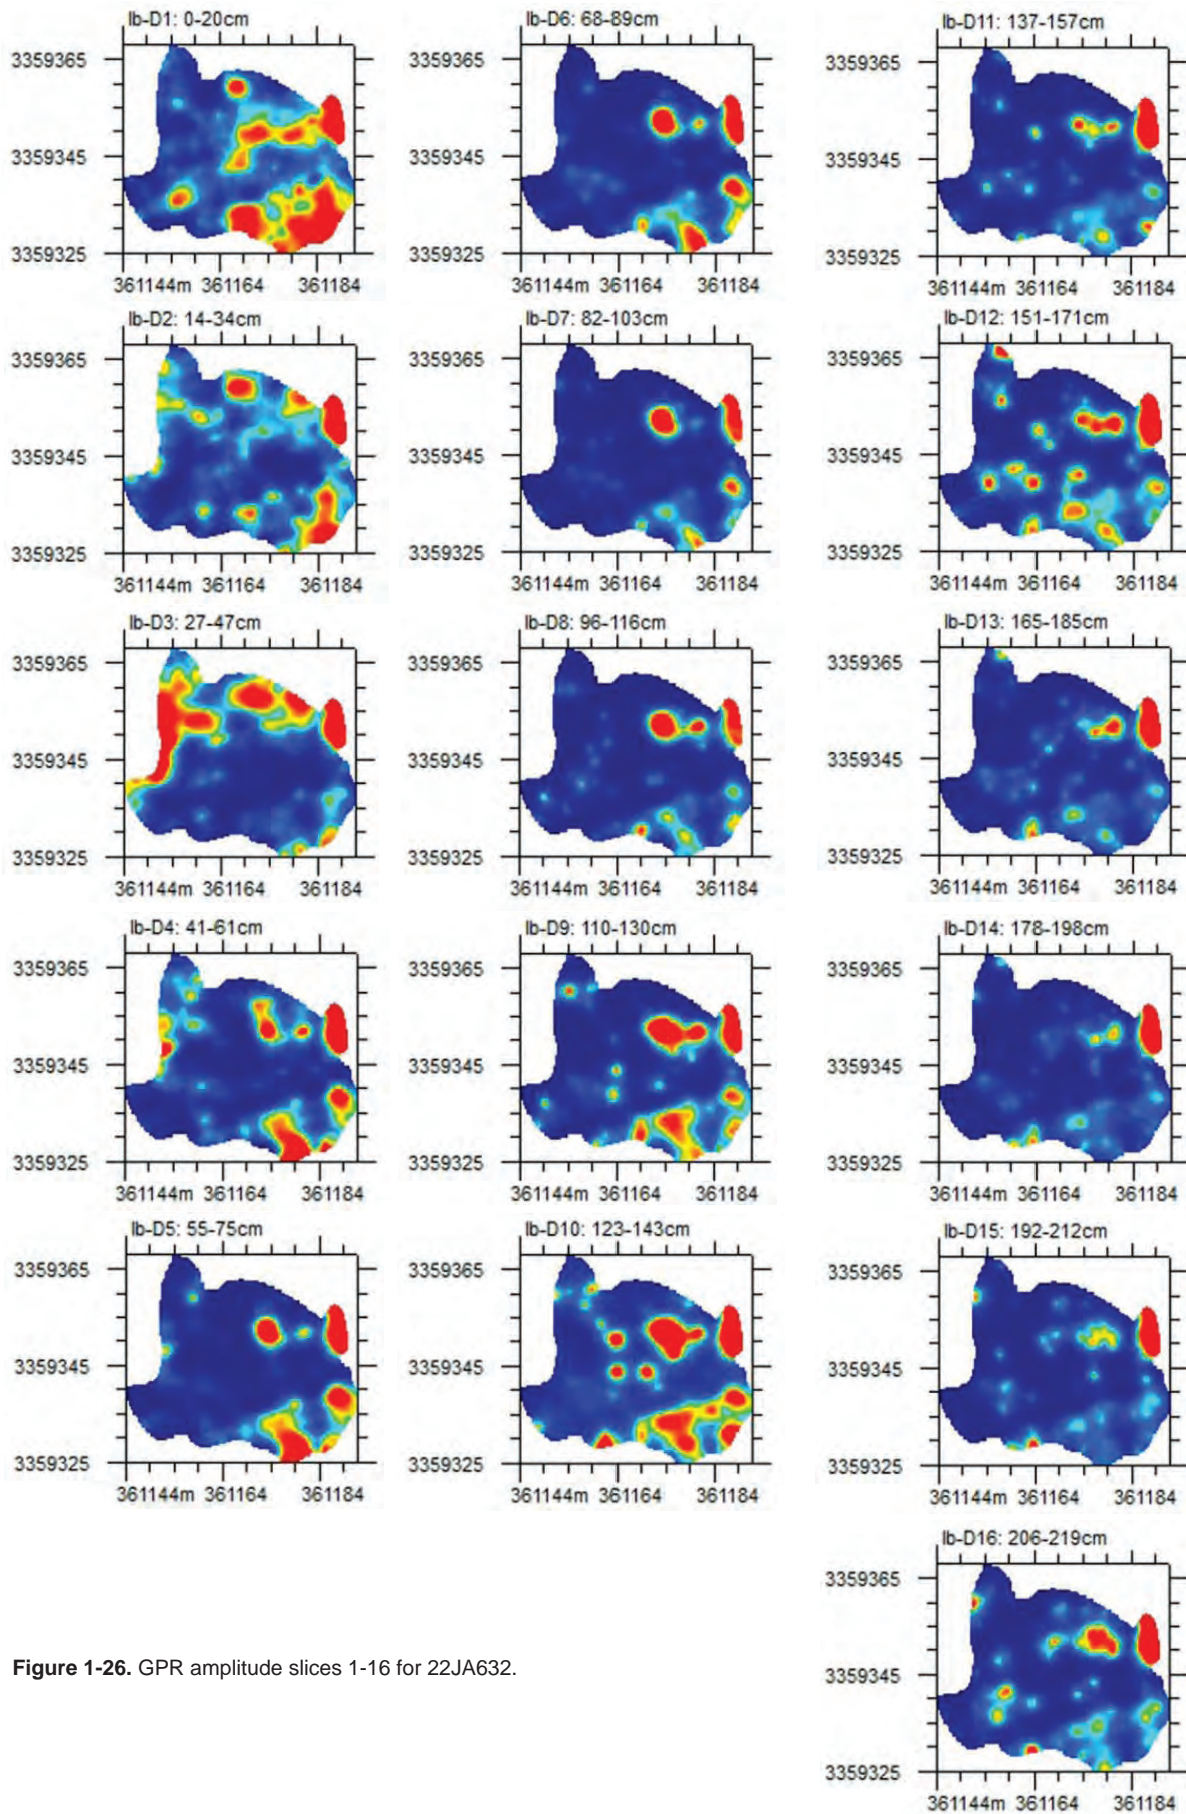 lb-D1: 0-20cm
3359365
3359345
3359325
361144m 361164 361184
lb-D2: 14-34cm
3359365
3359345
3359325
361144m 361164 361184
lb-D3: 27-47cm
3359365
3359345
3359325
361144m 361164 361184
lb-D4: 41-61cm
3359365
3359345
3359325
361144m 361164 361184
lb-D5: 55-75cm
3359365
3359345
3359325
361144m 361164 361184
lb-D6: 68-89cm
3359365
3359345
3359325
361144m 361164 361184
lb-D7: 82-103cm
3359365
3359345
3359325
361144m 361164 361184
lb-D8: 96-116cm
3359365
3359345
3359325
361144m 361164 361184
lb-D9: 110-130cm
3359365
3359345
3359325
361144m 361164 361184
lb-D10: 123-143cm
3359365
3359345
3359325
361144m 361164 361184
lb-D11: 137-157cm
3359365
3359345
3359325
361144m 361164 361184
lb-D12: 151-171cm
3359365
3359345
3359325
361144m 361164 361184
lb-D13: 165-185cm
3359365
3359345
3359325
361144m 361164 361184
lb-D14: 178-198cm
3359365
3359345
3359325
361144m 361164 361184
lb-D15: 192-212cm
3359365
3359345
3359325
361144m 361164 361184
lb-D16: 206-219cm
3359365
3359345
3359325
361144m 361164 361184
Figure 1-26. GPR amplitude slices 1-16 for 22JA632.